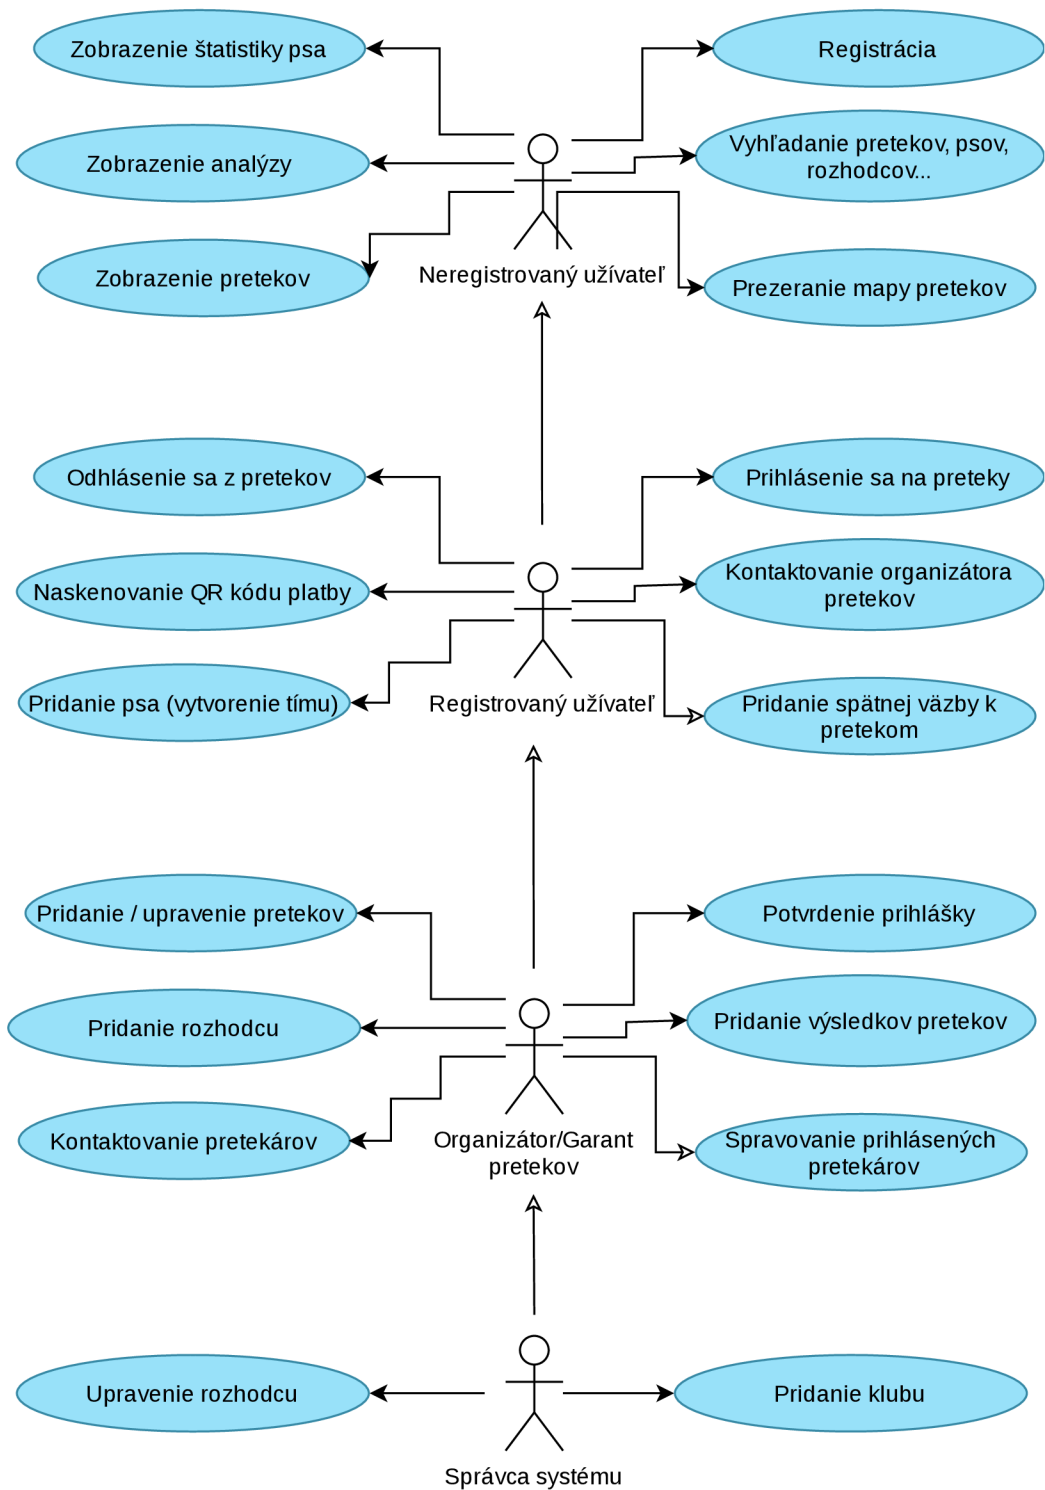 Zobrazenie štatistiky psa
Registrácia
Vyhľadanie pretekov, psov,
rozhodcov...
Zobrazenie analýzy
Zobrazenie pretekov
Neregistrovaný užívateľ
Prezeranie mapy pretekov
Odhlásenie sa z pretekov
Prihlásenie sa na preteky
Kontaktovanie organizátora
pretekov
Naskenovanie QR kódu platby
Pridanie psa (vytvorenie tímu)
Registrovaný užívateľ
Pridanie spätnej väzby k
pretekom
Pridanie / upravenie pretekov
Potvrdenie prihlášky
Pridanie rozhodcu
Pridanie výsledkov pretekov
Kontaktovanie pretekárov
Organizátor/Garant
pretekov
Spravovanie prihlásených
pretekárov
Upravenie rozhodcu
Pridanie klubu
Správca systému